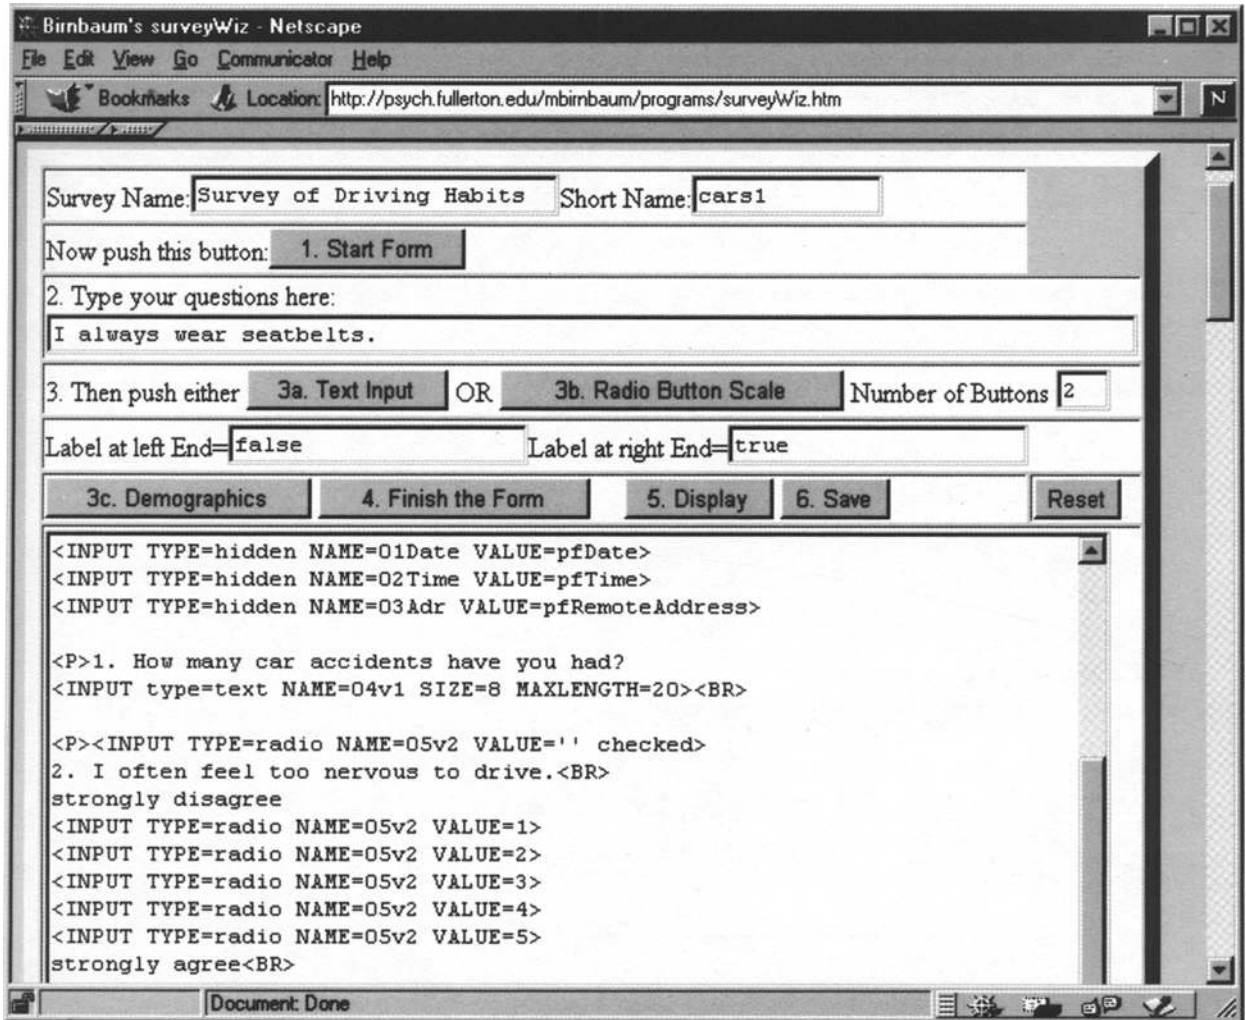 Birnbaum's surveyWiz - Netscape
File Edit View Go Communicator Help
Bookmarks Location: http://psych.fullerton.edu/mbirnbaum/programs/surveyWiz.htm N
Survey Name: Survey of Driving Habits Short Name: cars1
Now push this button: 1. Start Form
2. Type your questions here:
I always wear seatbelts.
3. Then push either 3a. Text Input OR 3b. Radio Button Scale Number of Buttons 2
Label at left End= false Label at right End= true
3c. Demographics 4. Finish the Form 5. Display 6. Save Reset
<INPUT TYPE=hidden NAME=01Date VALUE=pfDate>
<INPUT TYPE=hidden NAME=02Time VALUE=pfTime>
<INPUT TYPE=hidden NAME=03Adr VALUE=pfRemoteAddress>
<P>1. How many car accidents have you had?
<INPUT type=text NAME=04v1 SIZE=8 MAXLENGTH=20><BR>
<P><INPUT TYPE=radio NAME=05v2 VALUE='' checked>
2. I often feel too nervous to drive.<BR>
strongly disagree
<INPUT TYPE=radio NAME=05v2 VALUE=1>
<INPUT TYPE=radio NAME=05v2 VALUE=2>
<INPUT TYPE=radio NAME=05v2 VALUE=3>
<INPUT TYPE=radio NAME=05v2 VALUE=4>
<INPUT TYPE=radio NAME=05v2 VALUE=5>
strongly agree<BR>
Document: Done